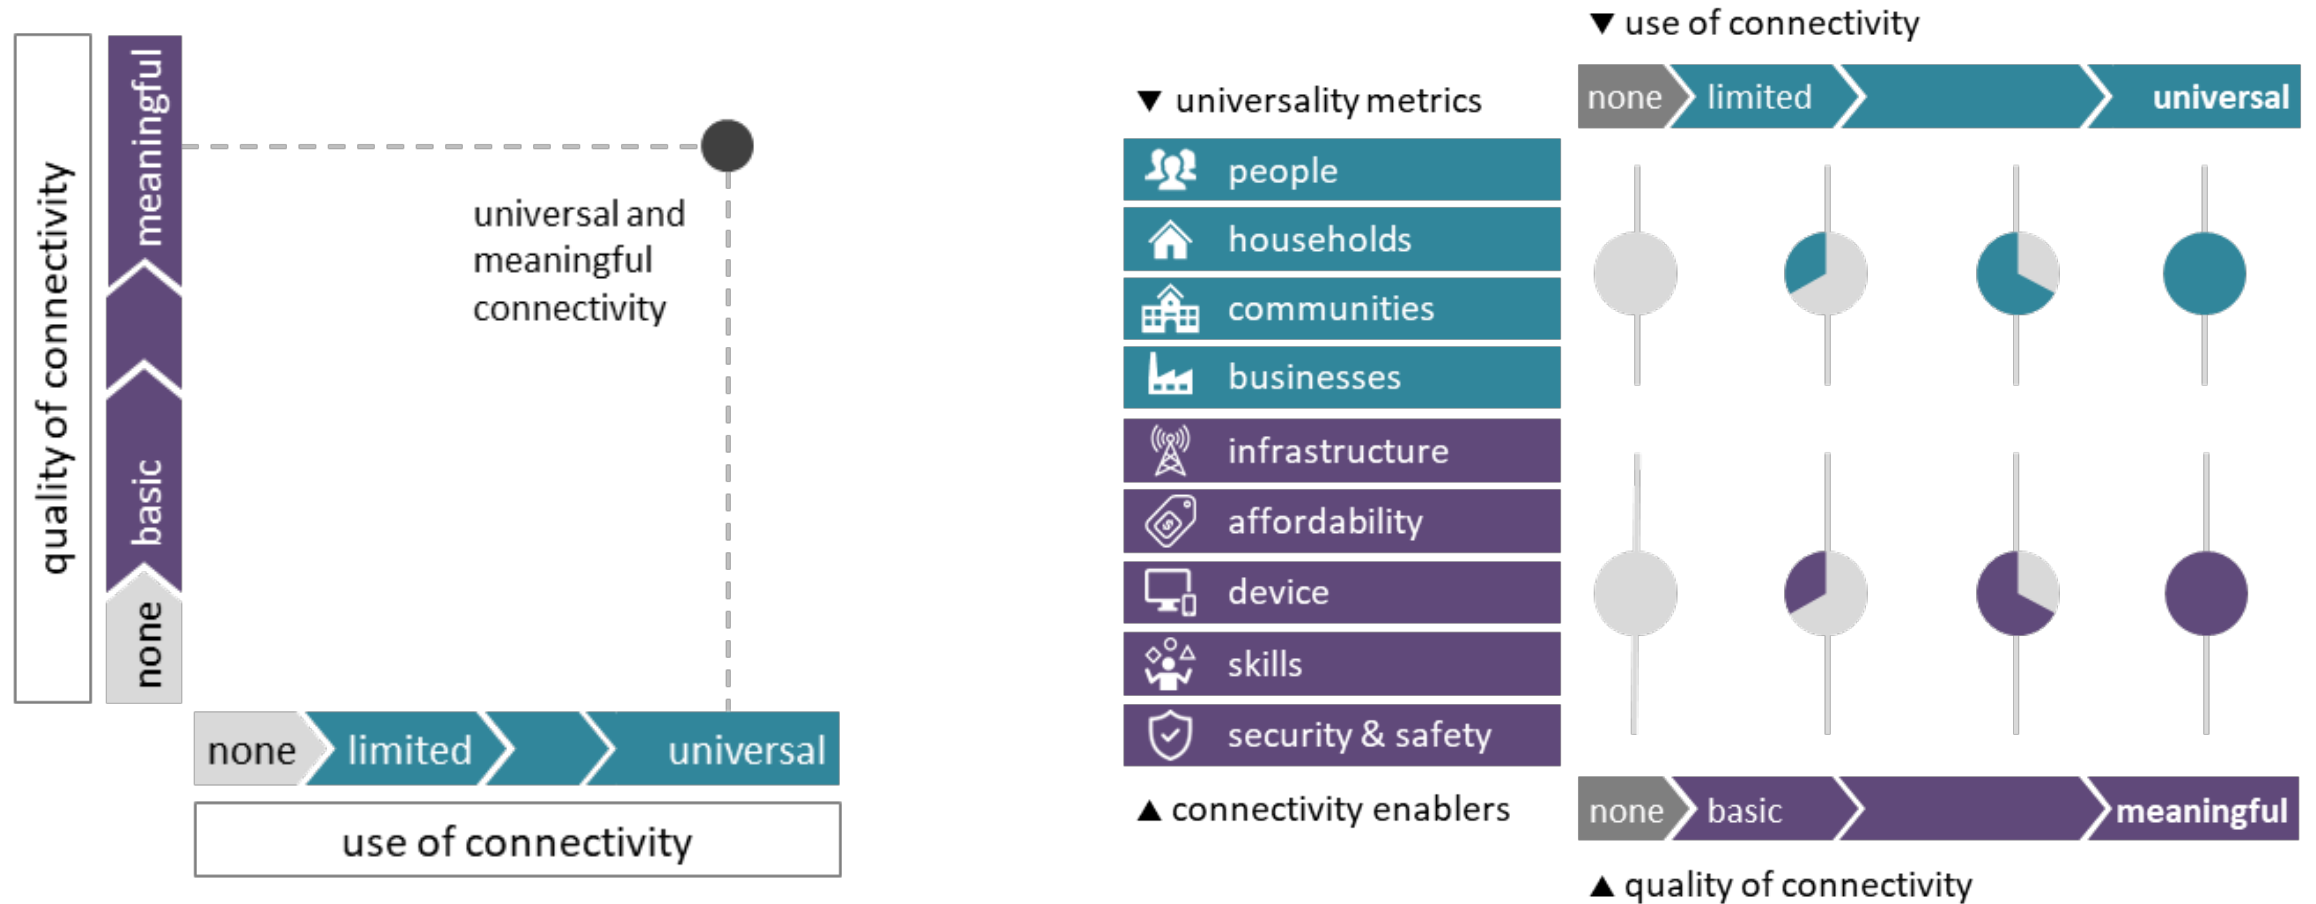 quality of connectivity
meaningful
basic
none
universal and
meaningful
connectivity
none
limited
universal
use of connectivity
▼ universality metrics
people
households
communities
businesses
infrastructure
affordability
device
skills
security & safety
▲ connectivity enablers
▼ use of connectivity
none
limited
universal
none
basic
meaningful
▲ quality of connectivity